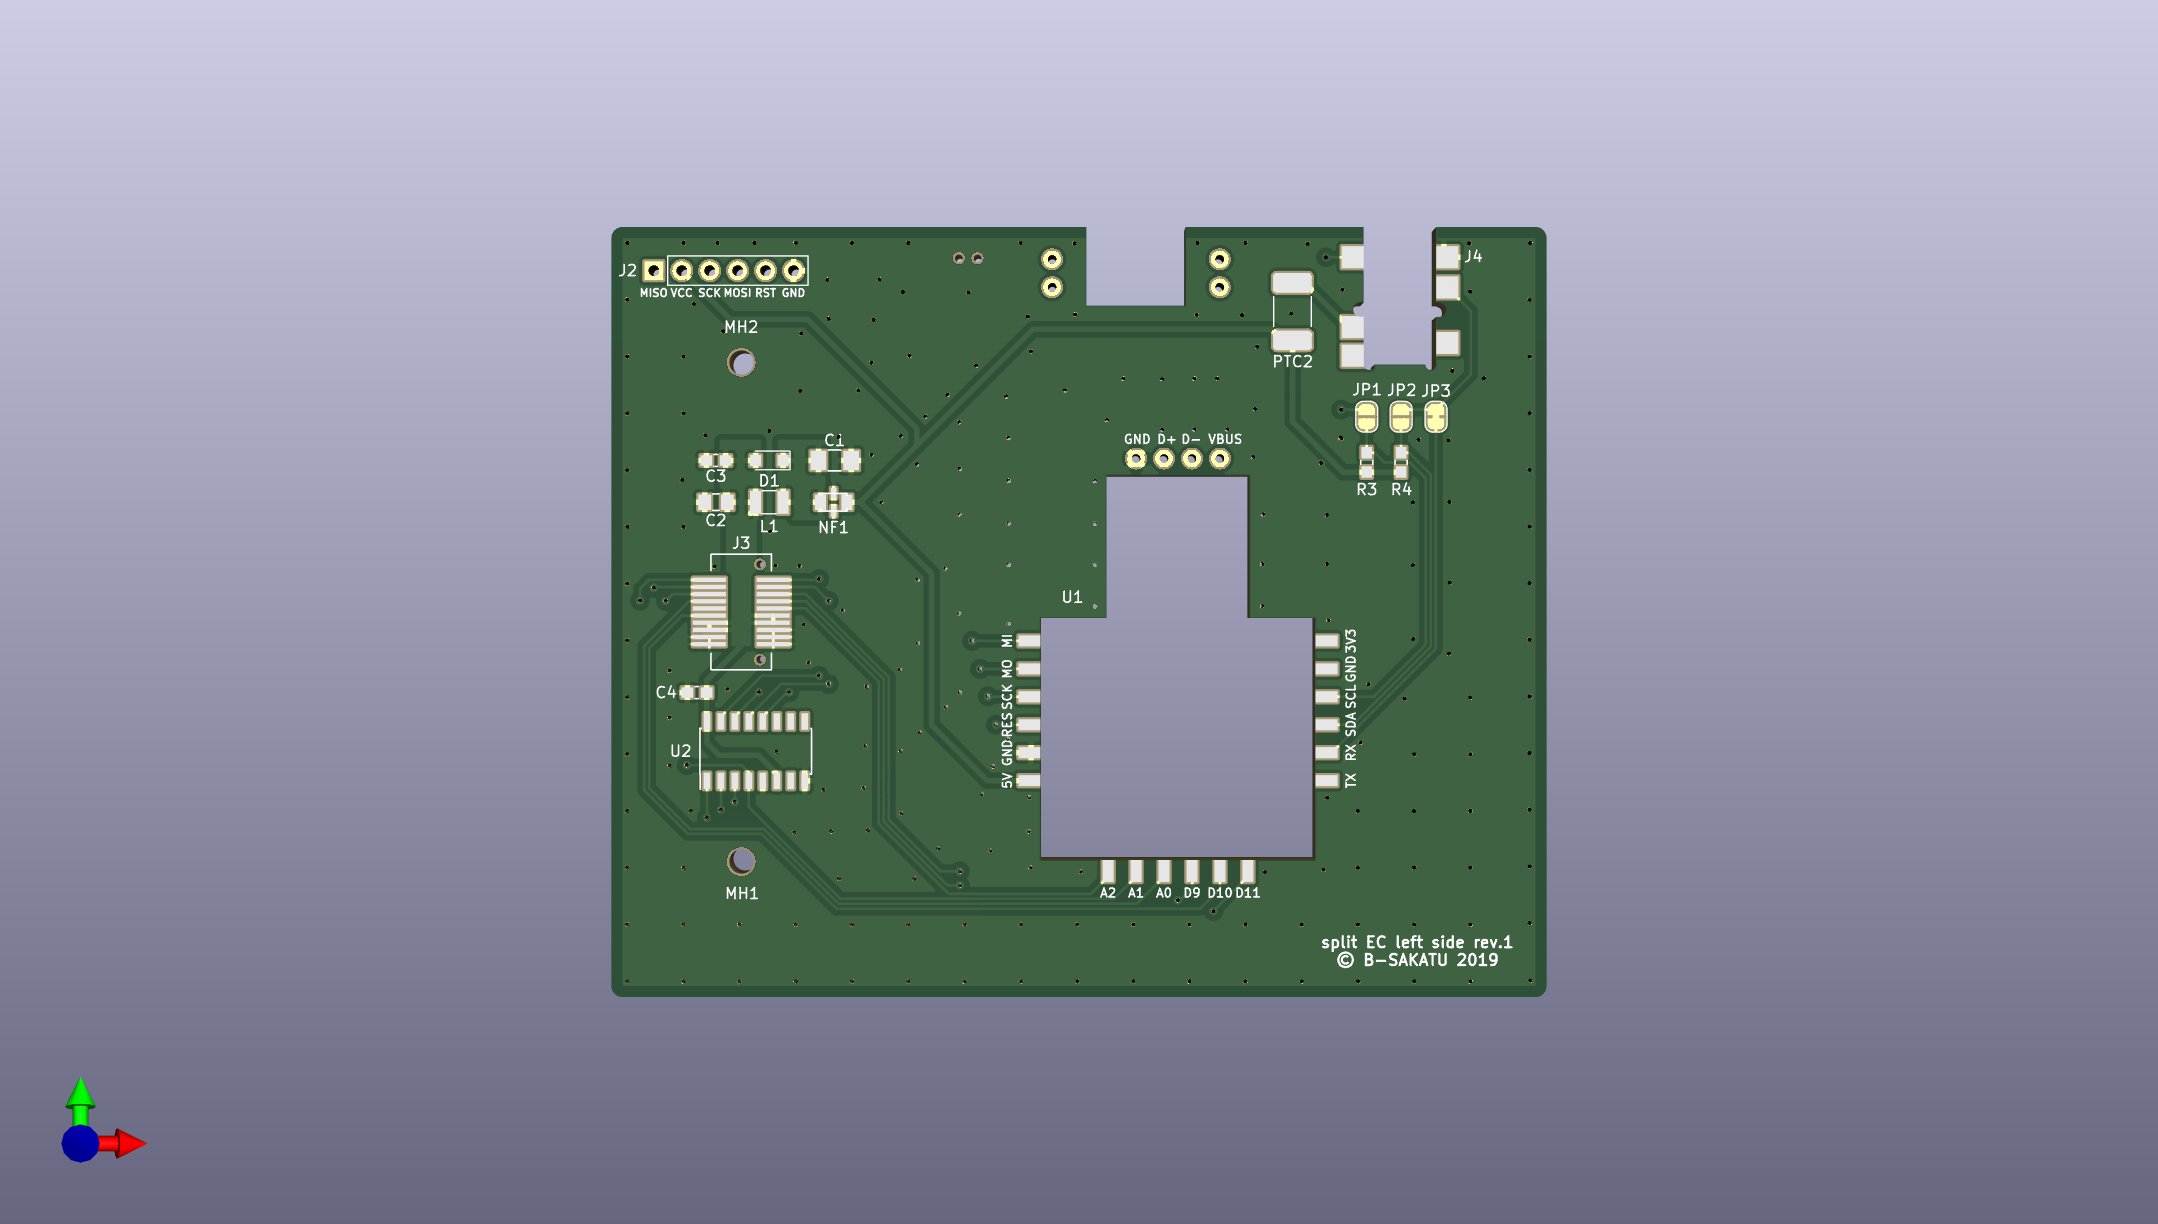 J2
MISO VCC SCK MOSI RST GND
MH2
J4
PTC2
JP1 JP2 JP3
R3 R4
C1
C3
D1
C2
L1
NF1
GND D+ D- VBUS
J3
U1
MI
MO
SCK
RES
GND
5V
3V3
GND
SCL
SDA
RX
TX
C4
U2
MH1
A2 A1 A0 D9 D10 D11
split EC left side rev.1
© B-SAKATU 2019